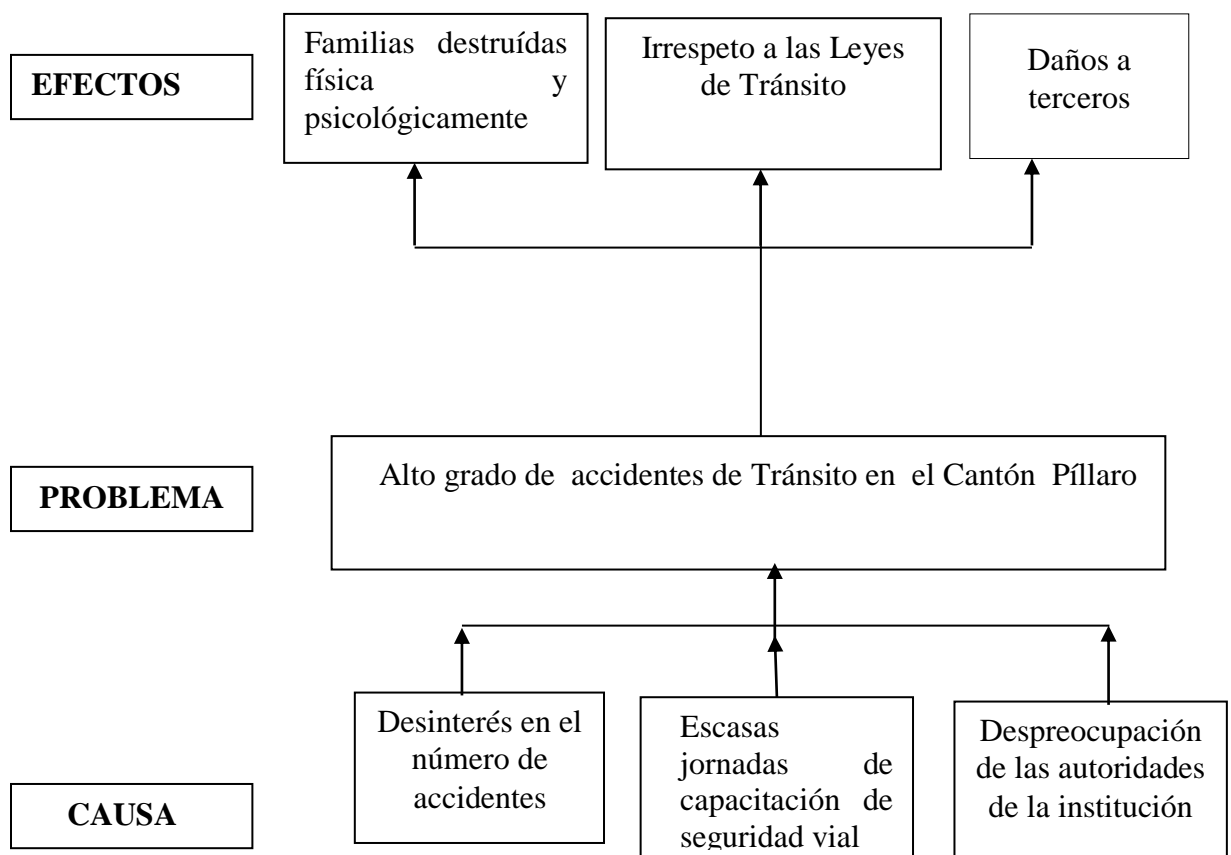 EFECTOS
Familias destruídas
física y
psicológicamente
Irrespeto a las Leyes
de Tránsito
Daños a
terceros
PROBLEMA
Alto grado de accidentes de Tránsito en el Cantón Píllaro
CAUSA
Desinterés en el
número de
accidentes
Escasas
jornadas de
capacitación de
seguridad vial
Despreocupación
de las autoridades
de la institución